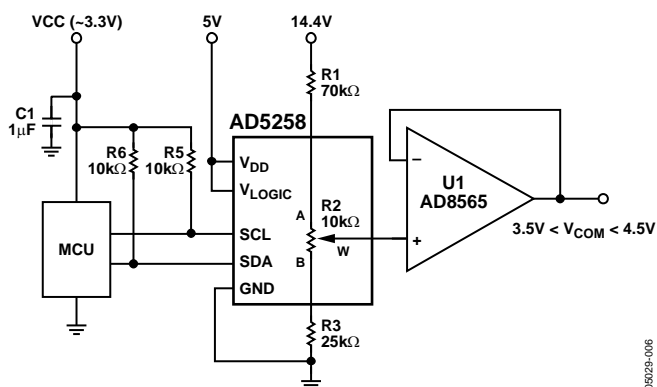 VCC (~3.3V)
5V
14.4V
R1
70kΩ
C1
1μF
AD5258
R6
10kΩ
R5
10kΩ
VDD
VLOGIC
R2
10kΩ
A
B
W
U1
AD8565
−
+
3.5V < VCOM < 4.5V
MCU
SCL
SDA
GND
R3
25kΩ
05029-006